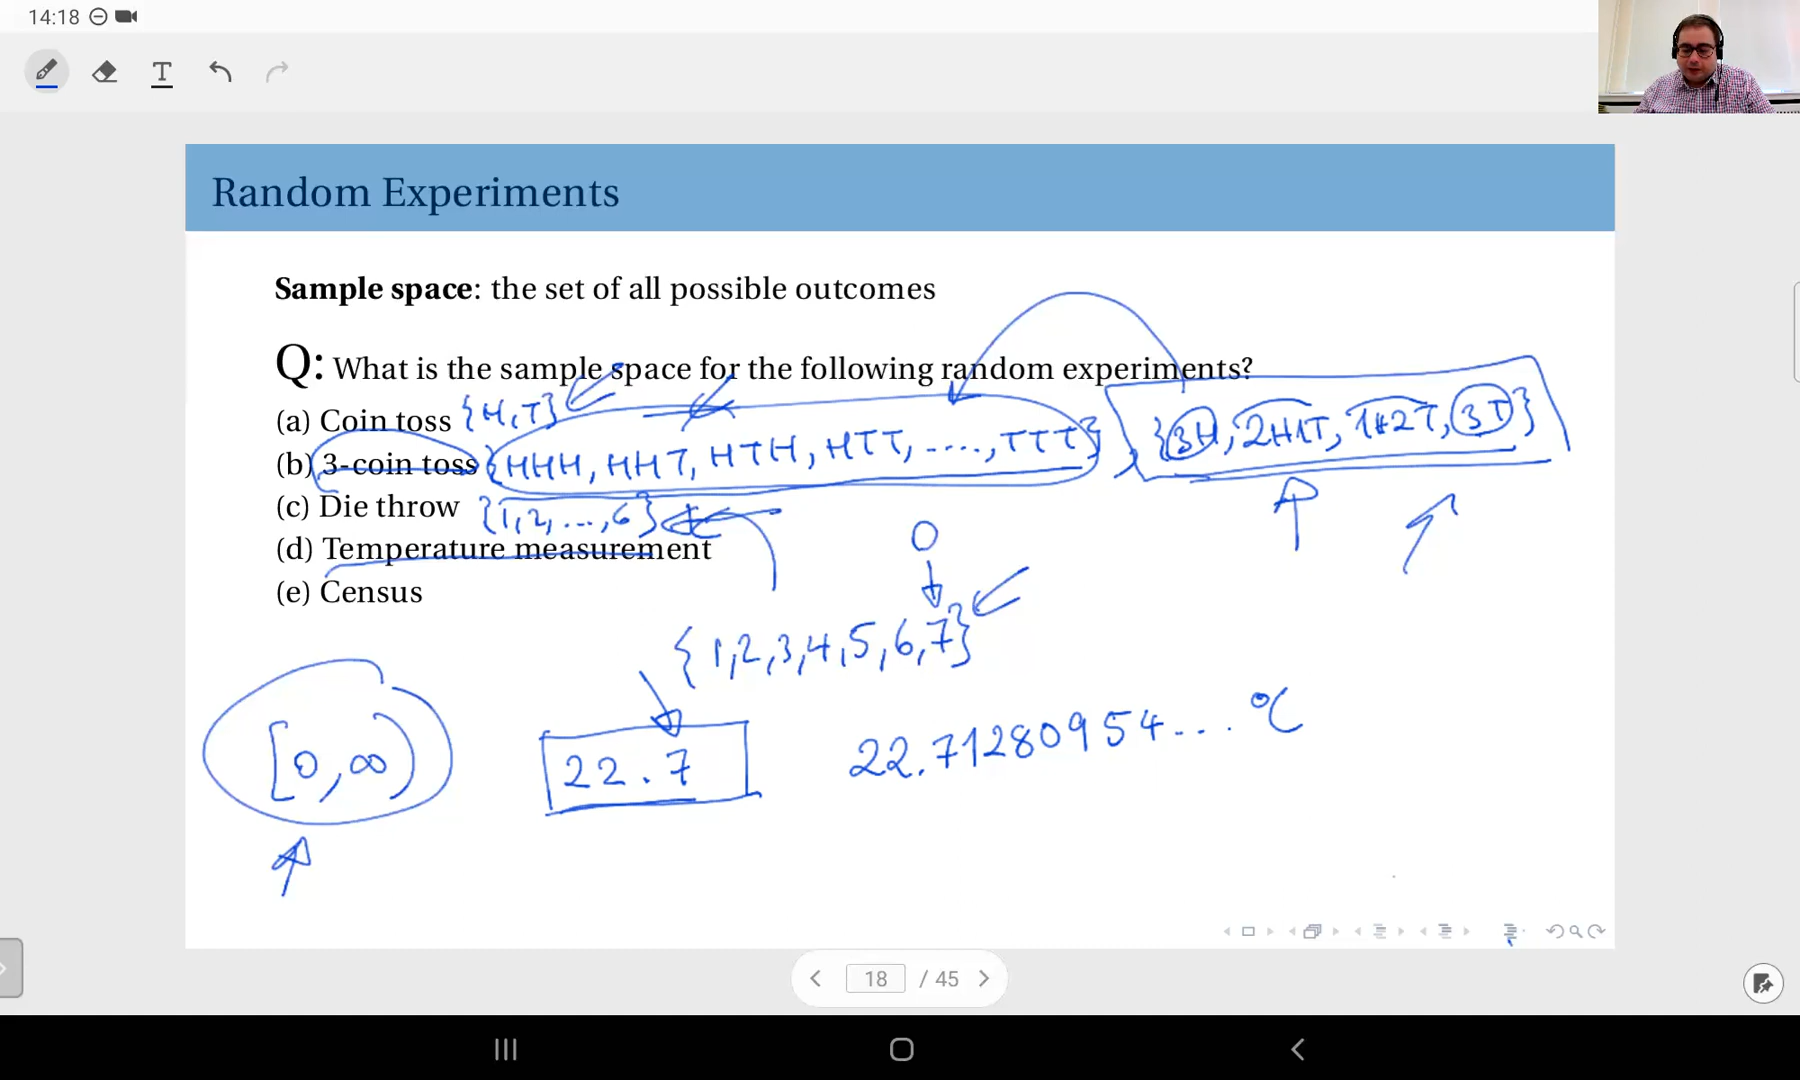 14:18
Random Experiments
Sample space: the set of all possible outcomes
Q: What is the sample space for the following random experiments?
(a) Coin toss {H,T}
(b) 3-coin toss {HHH, HHT, HTH, HTT, ...., TTT}, {3H, 2H1T, 1H2T, 3T}
(c) Die throw {1,2,...,6}
(d) Temperature measurement
0
(e) Census
{1,2,3,4,5,6,7}
[0,∞) 22.7 22.71280954... °C
18 / 45